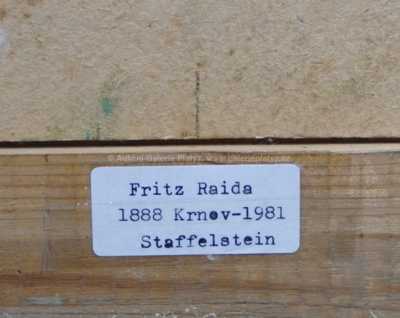 Fritz Raida
1888 Krnov-1981
Staffelstein